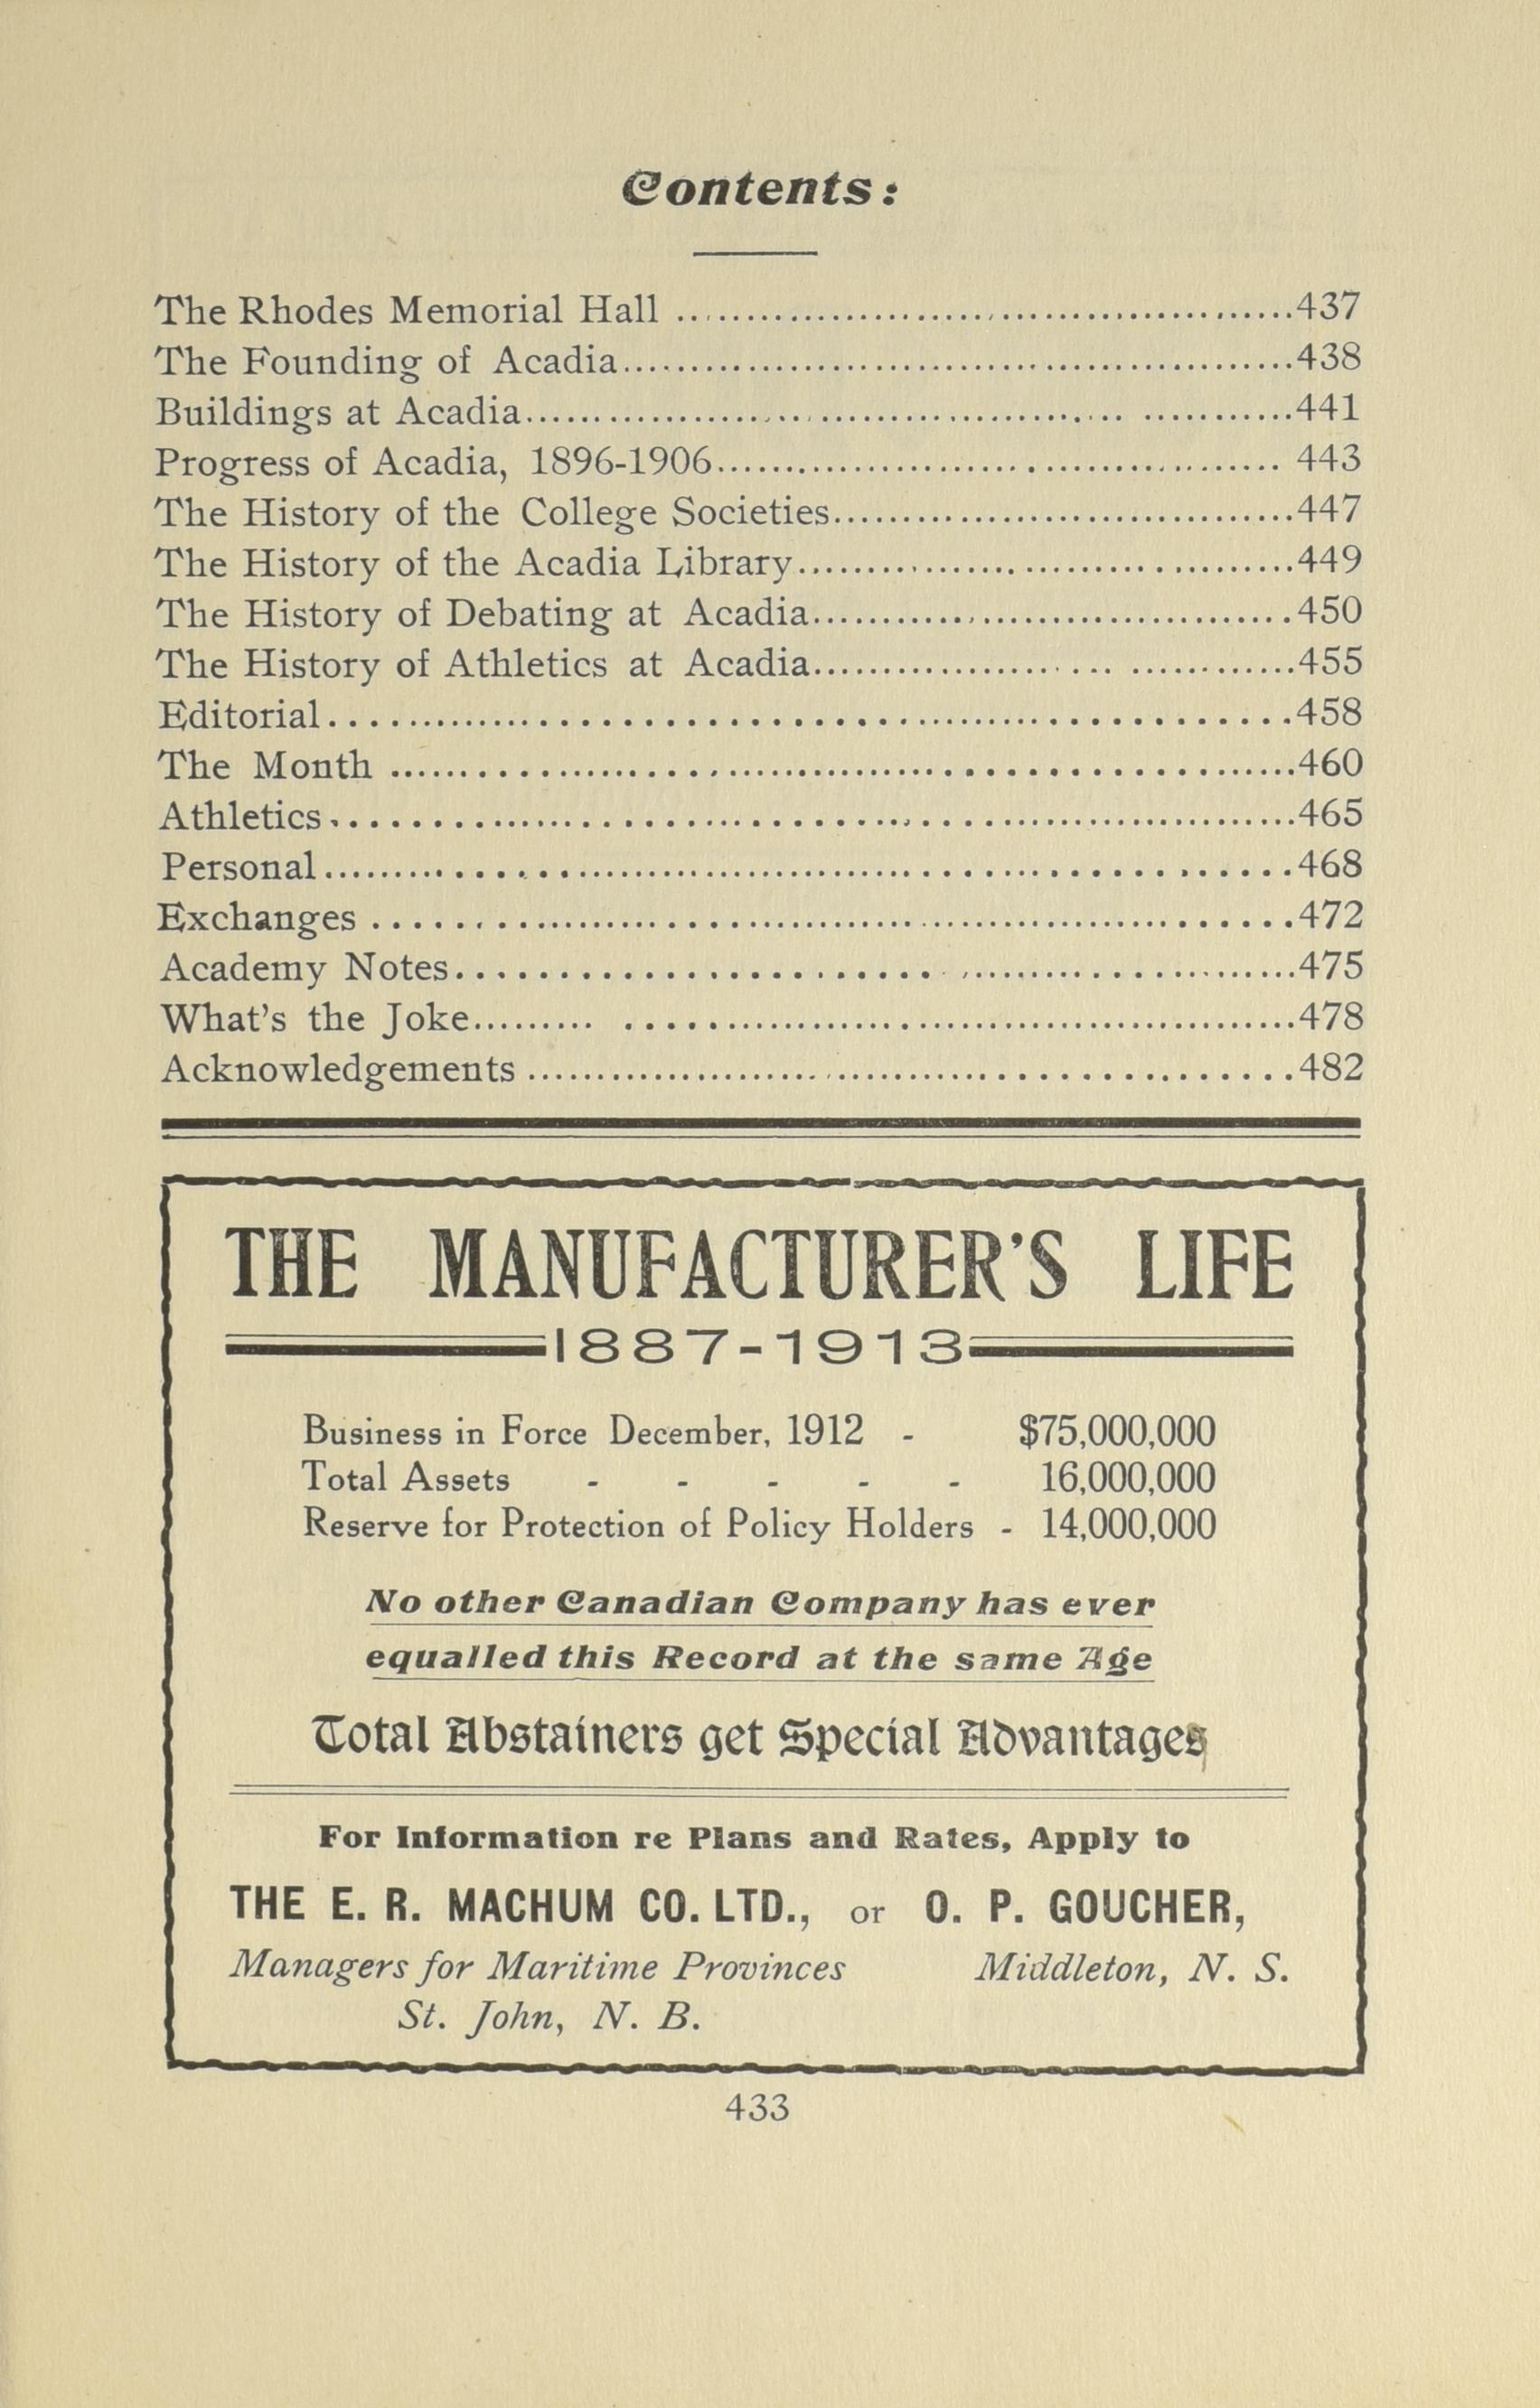 Contents:
The Rhodes Memorial Hall ................................................437
The Founding of Acadia................................................438
Buildings at Acadia................................................441
Progress of Acadia, 1896-1906........................................ 443
The History of the College Societies.................................447
The History of the Acadia Library...................................449
The History of Debating at Acadia..................................450
The History of Athletics at Acadia.................................455
Editorial............................................................458
The Month ..........................................................460
Athletics............................................................465
Personal............................................................468
Exchanges ..........................................................472
Academy Notes......................................................475
What's the Joke......... ..........................................478
Acknowledgements ..................................................482
THE MANUFACTURER'S LIFE
1887-1913
Business in Force December, 1912 - $75,000,000
Total Assets - - - - - 16,000,000
Reserve for Protection of Policy Holders - 14,000,000
No other Canadian Company has ever
equalled this Record at the same Age
Total Abstainers get Special Advantages
For Information re Plans and Rates, Apply to
THE E. R. MACHUM CO. LTD., or O. P. GOUCHER,
Managers for Maritime Provinces Middleton, N. S.
St. John, N. B.
433